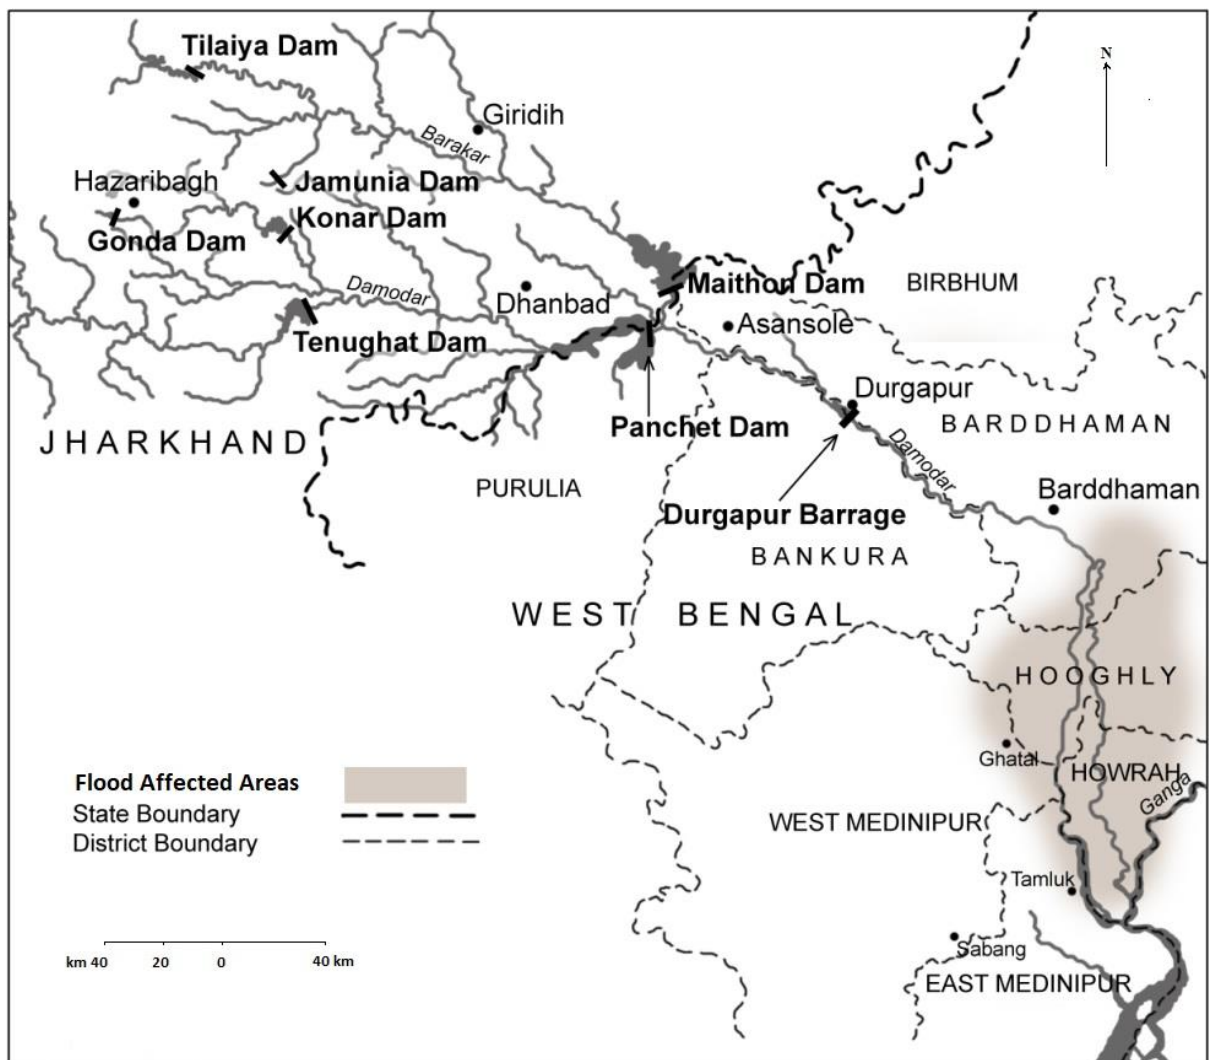 Tilaiya Dam
N
Giridih
Barakar
Hazaribagh
Jamunia Dam
Konar Dam
Gonda Dam
Damodar
Dhanbad
Maithon Dam
BIRBHUM
Asansole
Tenughat Dam
Durgapur
Panchet Dam
BARDDHAMAN
JHARKHAND
Damodar
PURULIA
Barddhaman
Durgapur Barrage
BANKURA
WEST BENGAL
HOOGHLY
Ghatal
HOWRAH
Ganga
Flood Affected Areas
State Boundary
District Boundary
WEST MEDINIPUR
Tamluk
Sabang
km 40 20 0 40 km
EAST MEDINIPUR